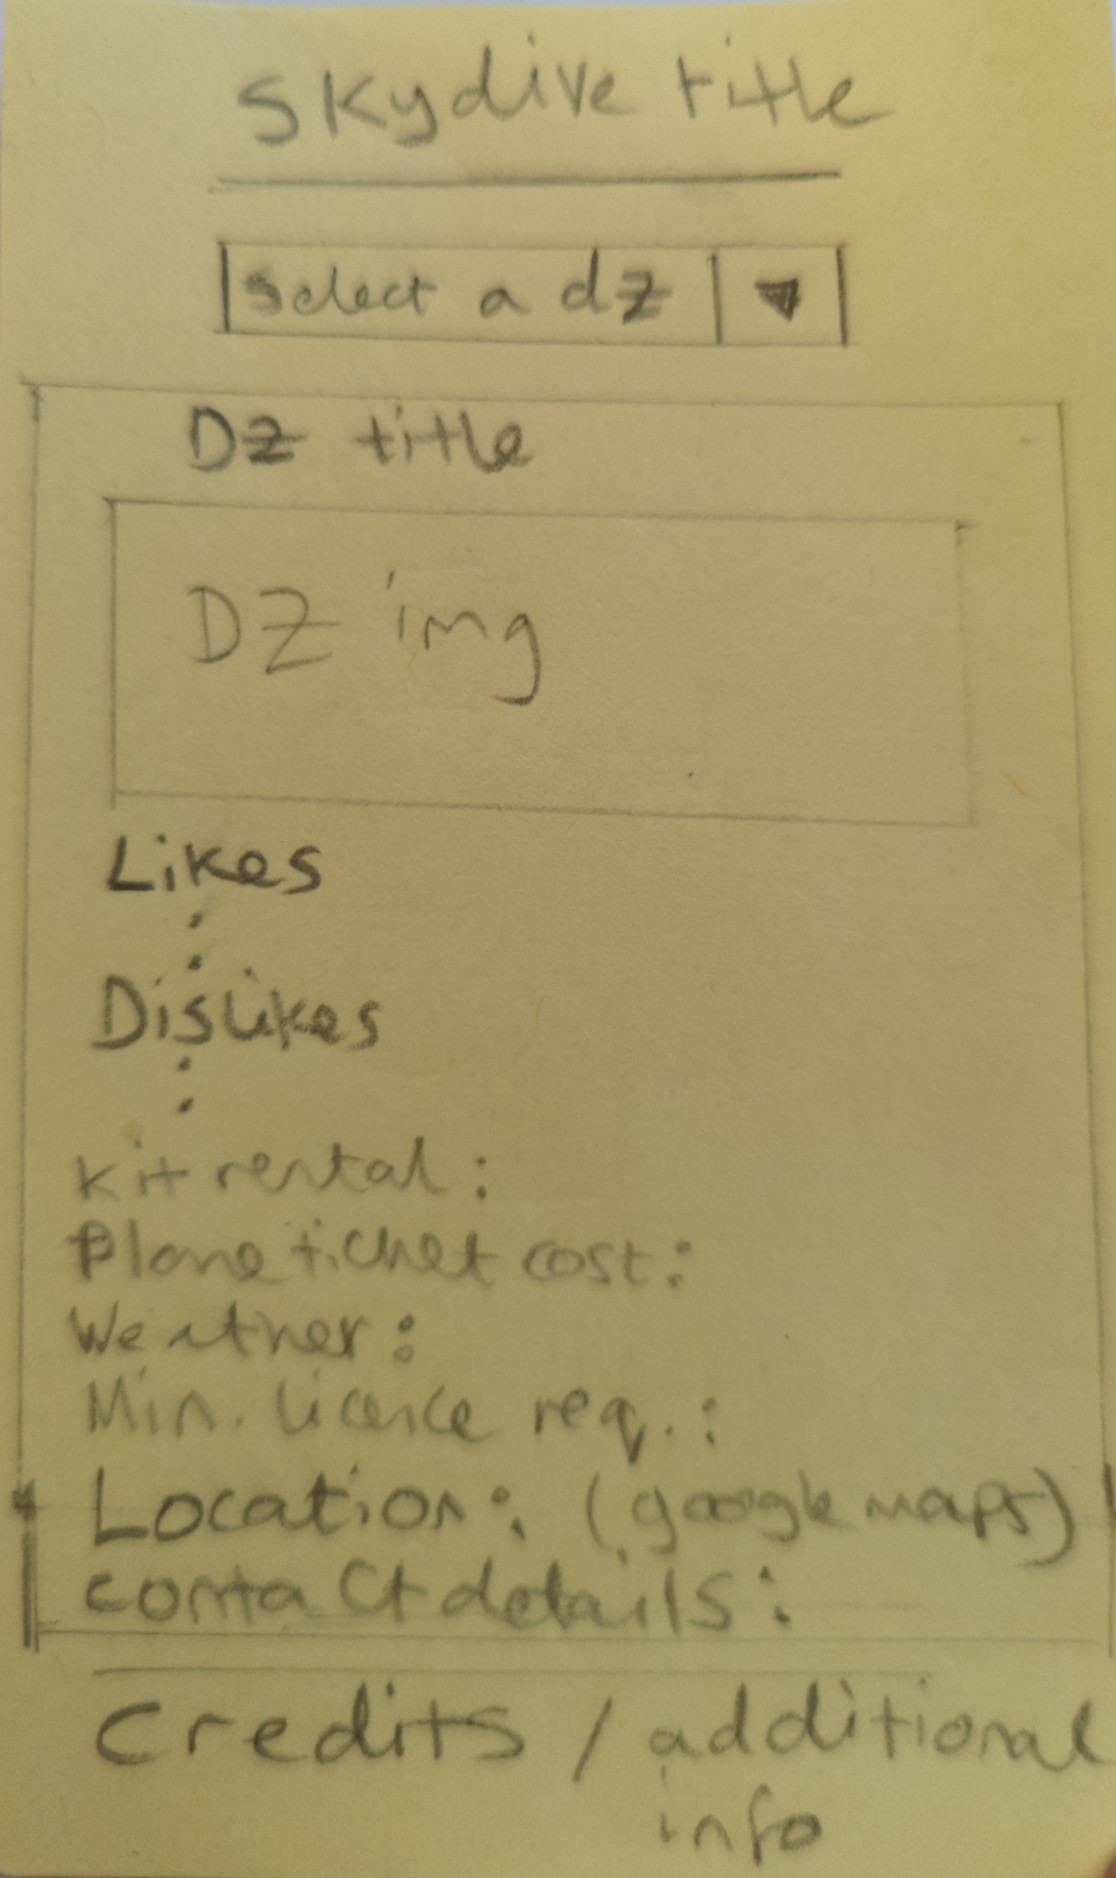 Skydive title
Select a dz
DZ title
DZ img
Likes
Dislikes
Kit rental:
Plane ticket cost:
Weather:
Min. licence req.:
Location: (google maps)
contact details:
Credits / additional
info